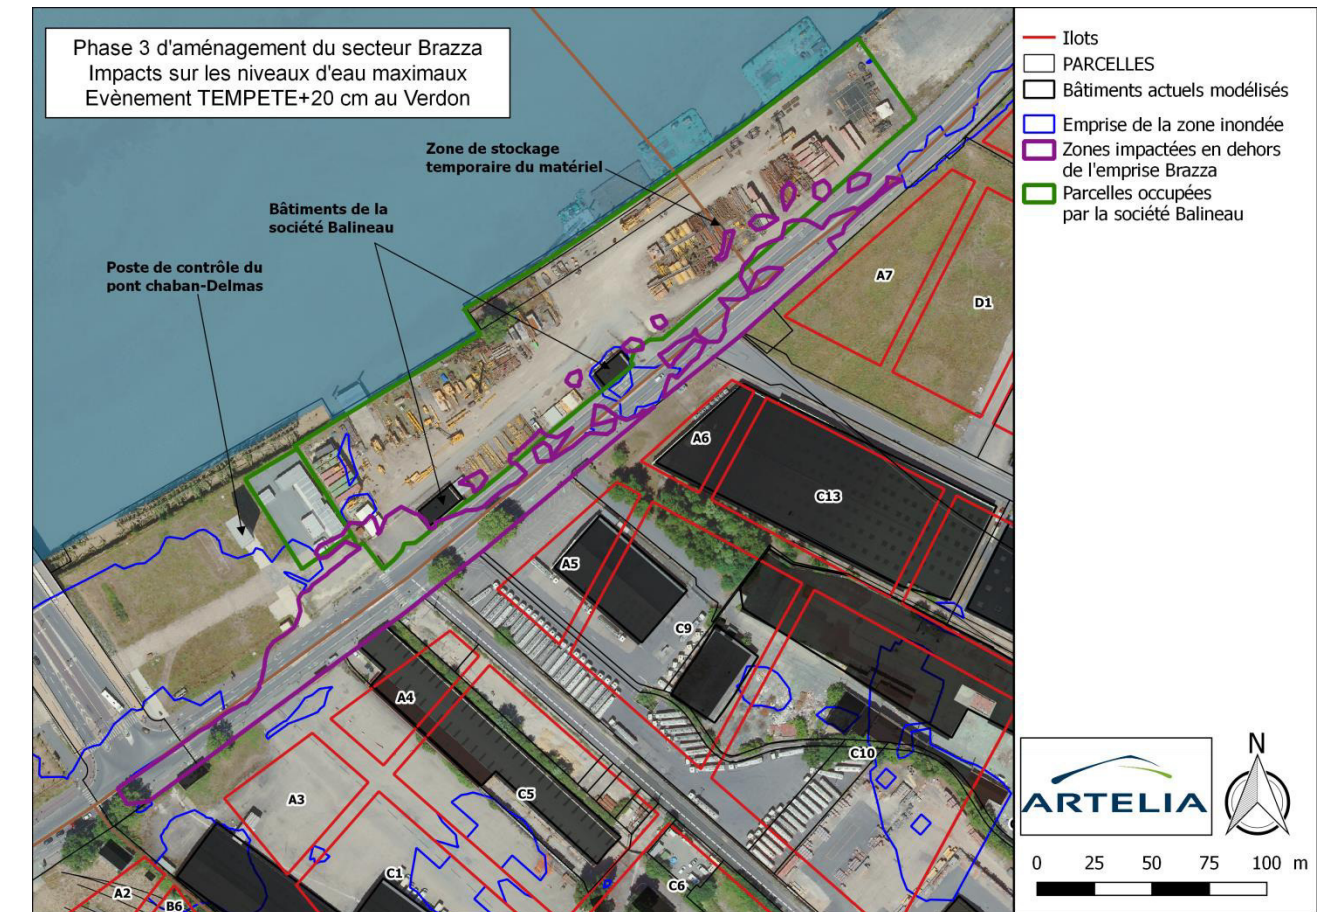 Phase 3 d'aménagement du secteur Brazza
Impacts sur les niveaux d'eau maximaux
Evènement TEMPETE+20 cm au Verdon
Zone de stockage
temporaire du matériel
Bâtiments de la
société Balineau
Poste de contrôle du
pont chaban-Delmas
A7
D1
A6
C13
A5
C9
A4
C10
A3
C5
C1
C6
A2
B6
Ilots
PARCELLES
Bâtiments actuels modélisés
Emprise de la zone inondée
Zones impactées en dehors
de l'emprise Brazza
Parcelles occupées
par la société Balineau
ARTELIA
N
0 25 50 75 100 m